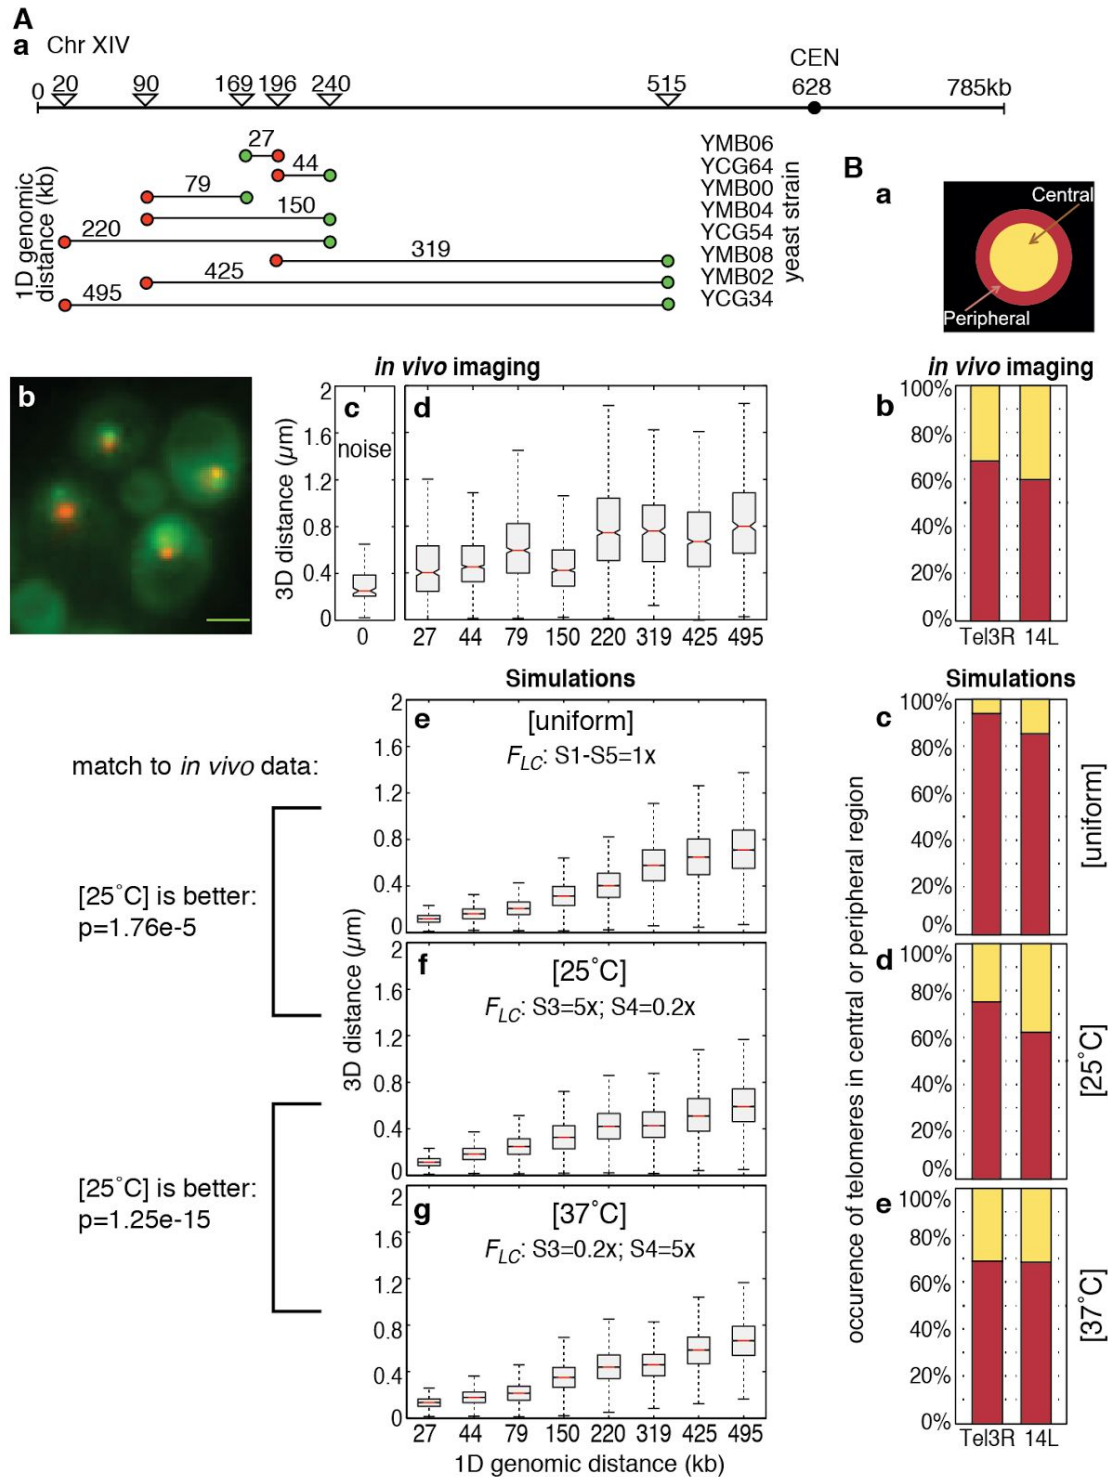 A
a Chr XIV
0 20 90 169 196 240 515 CEN 628 785kb
27
44
79
150
220
319
425
495
1D genomic distance (kb)
YMB06
YCG64
YMB00
YMB04
YCG54
YMB08
YMB02
YCG34
yeast strain
B
a
Central
Peripheral
in vivo imaging
b
c
noise
d
3D distance (μm)
2
1.6
1.2
0.8
0.4
0
0
27 44 79 150 220 319 425 495
in vivo imaging
b
100%
80%
60%
40%
20%
0%
Tel3R 14L
Simulations
match to in vivo data:
[25˚C] is better:
p=1.76e-5
[25˚C] is better:
p=1.25e-15
3D distance (μm)
e
[uniform]
FLC: S1-S5=1x
2
1.6
1.2
0.8
0.4
0
f
[25˚C]
FLC: S3=5x; S4=0.2x
2
1.6
1.2
0.8
0.4
0
g
[37˚C]
FLC: S3=0.2x; S4=5x
2
1.6
1.2
0.8
0.4
0
27 44 79 150 220 319 425 495
1D genomic distance (kb)
Simulations
occurence of telomeres in central or peripheral region
c
100%
80%
60%
40%
20%
0%
[uniform]
d
100%
80%
60%
40%
20%
0%
[25˚C]
e
100%
80%
60%
40%
20%
0%
[37˚C]
Tel3R 14L